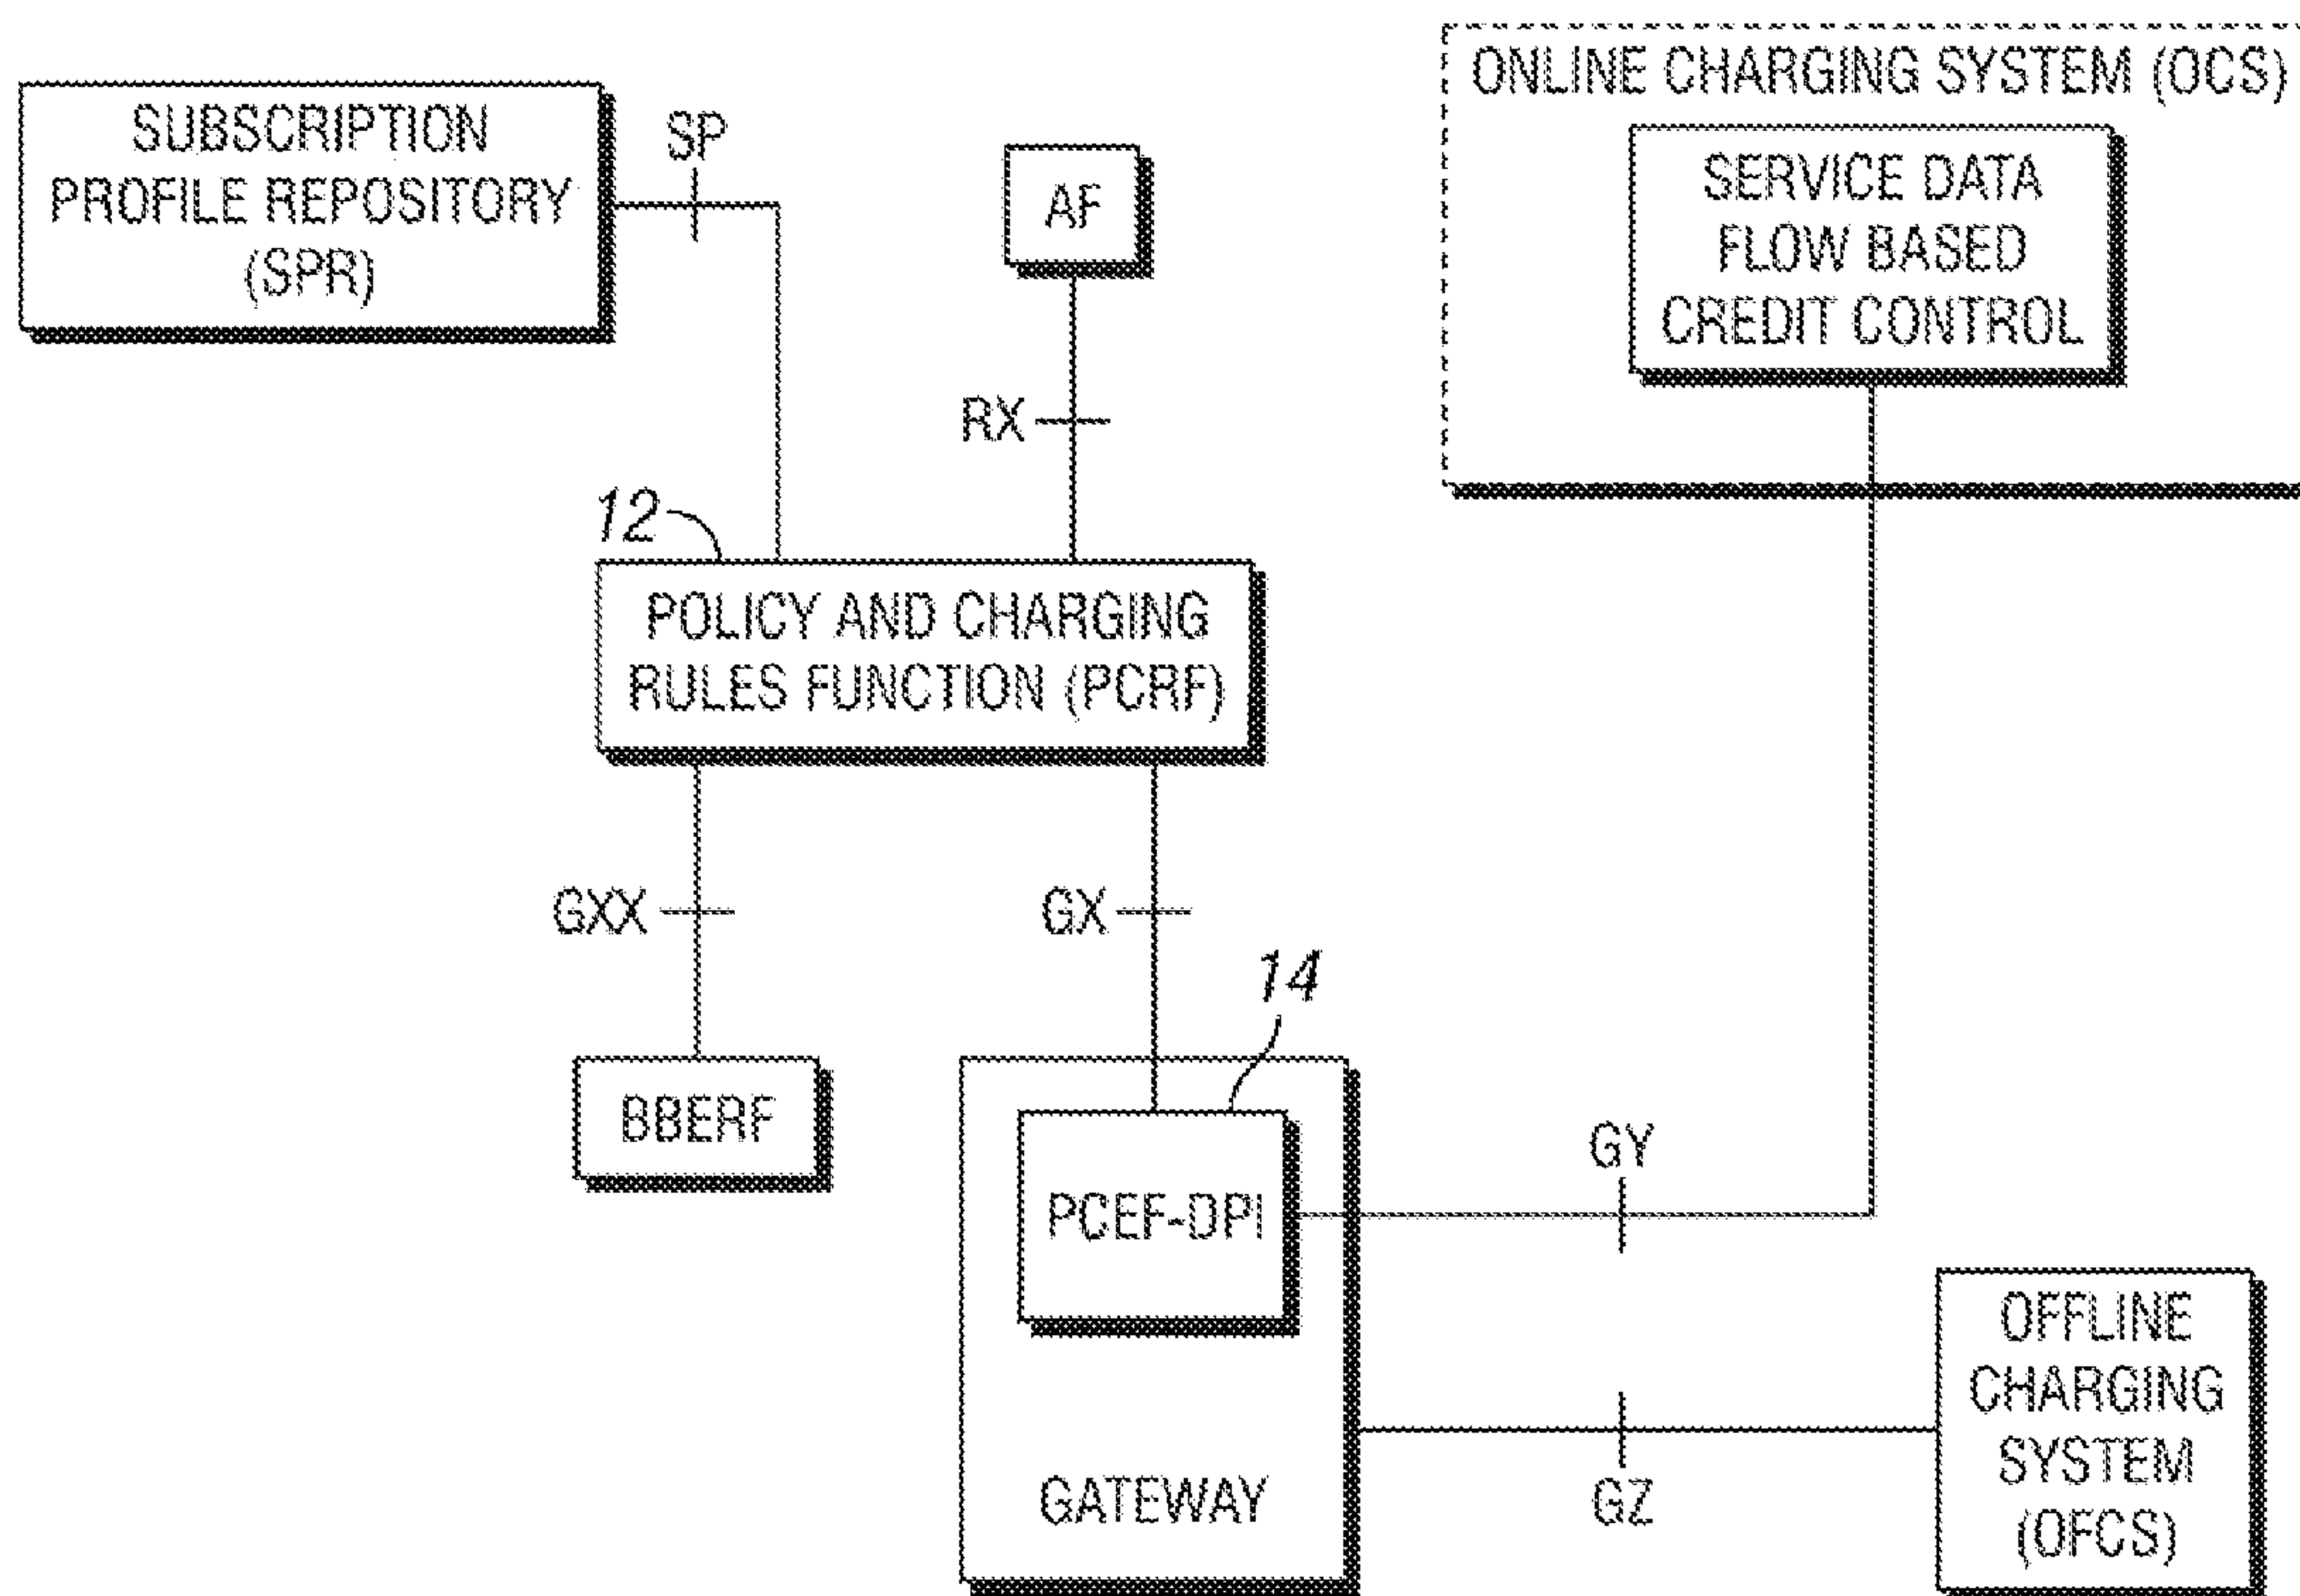 ONLINE CHARGING SYSTEM (OCS)
SUBSCRIPTION
PROFILE REPOSITORY
(SPR)
SP
AF
SERVICE DATA
FLOW BASED
CREDIT CONTROL
RX
12
POLICY AND CHARGING
RULES FUNCTION (PCRF)
GXX
GX
14
BBERF
PCEF-DPI
GY
GATEWAY
GZ
OFFLINE
CHARGING
SYSTEM
(OFCS)